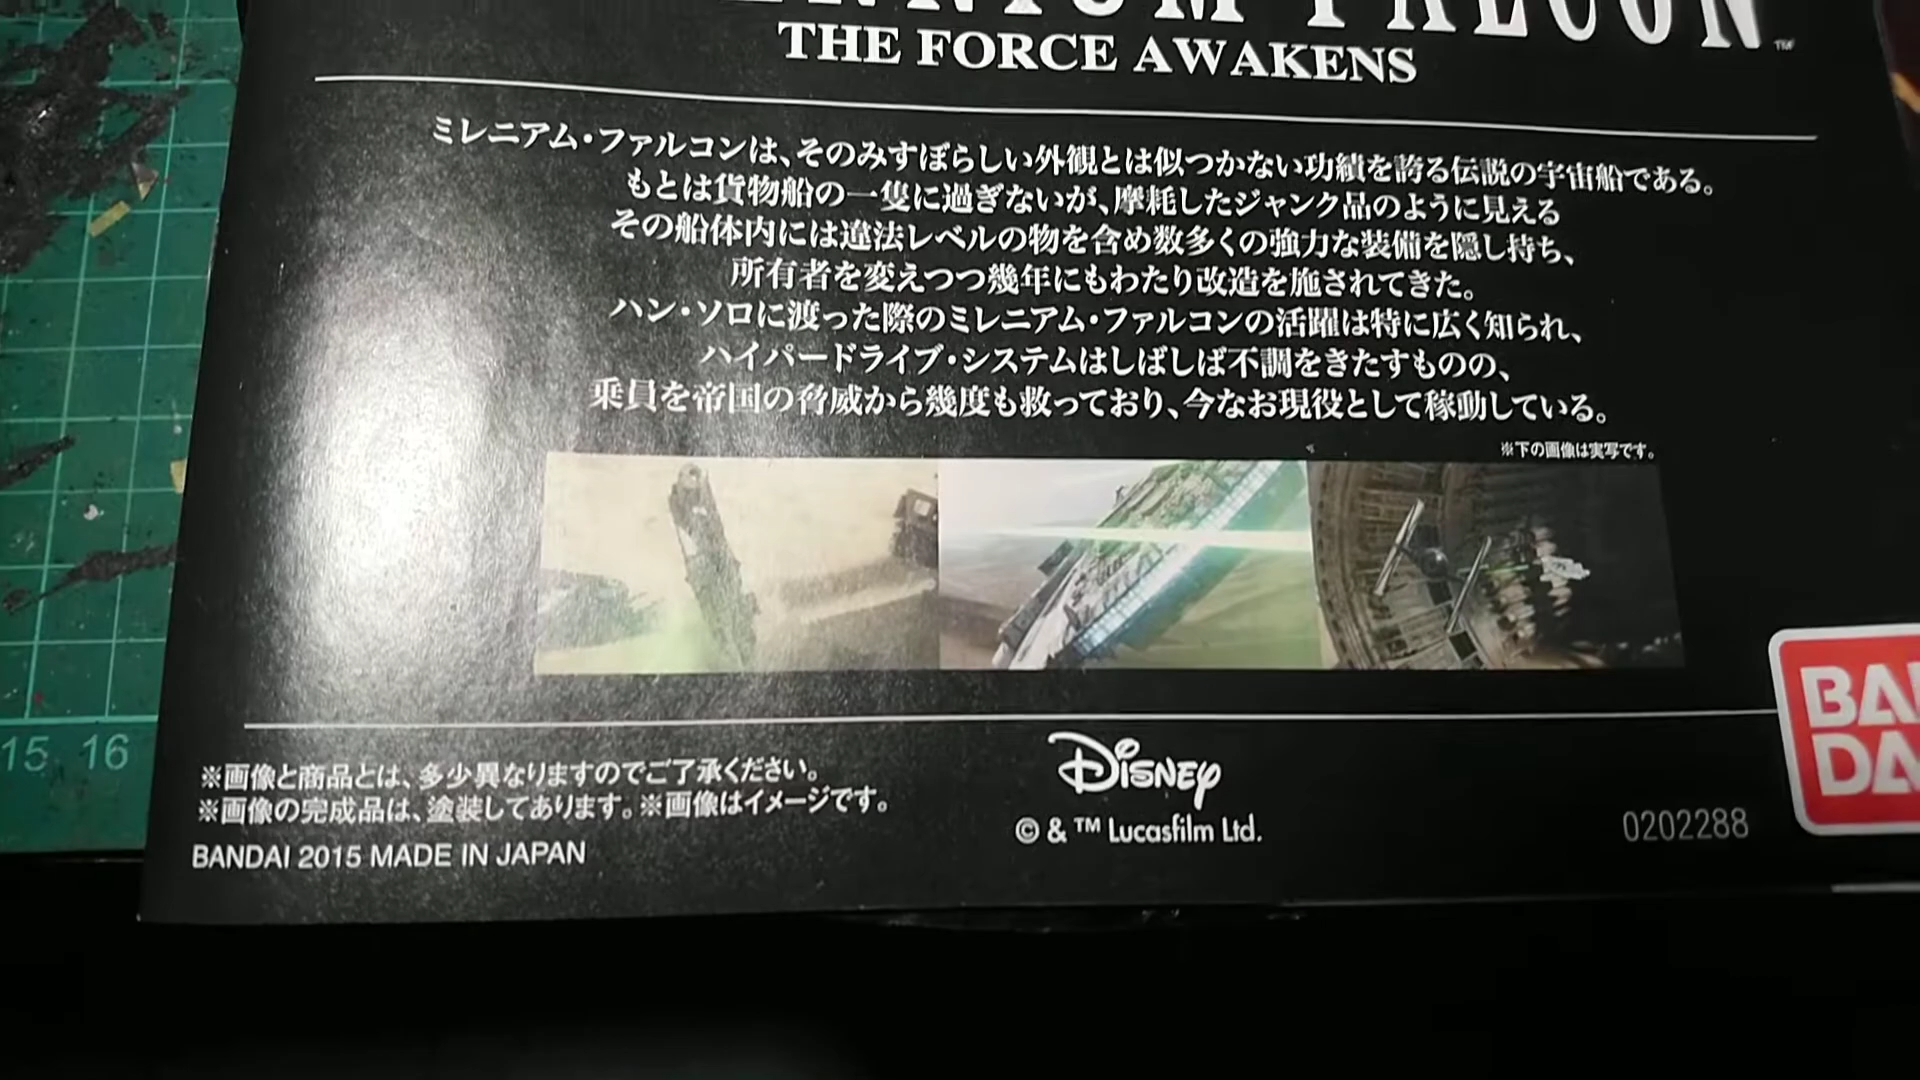 FALCON™
THE FORCE AWAKENS
ミレニアム・ファルコンは、そのみすぼらしい外観とは似つかない功績を誇る伝説の宇宙船である。
もとは貨物船の一隻に過ぎないが、摩耗したジャンク品のように見える
その船体内には違法レベルの物を含め数多くの強力な装備を隠し持ち、
所有者を変えつつ幾年にもわたり改造を施されてきた。
ハン・ソロに渡った際のミレニアム・ファルコンの活躍は特に広く知られ、
ハイパードライブ・システムはしばしば不調をきたすものの、
乗員を帝国の脅威から幾度も救っており、今なお現役として稼動している。
※下の画像は実写です。
BAN
DA
15 16
※画像と商品とは、多少異なりますのでご了承ください。
※画像の完成品は、塗装してあります。※画像はイメージです。
BANDAI 2015 MADE IN JAPAN
Disney
© & ™ Lucasfilm Ltd.
0202288